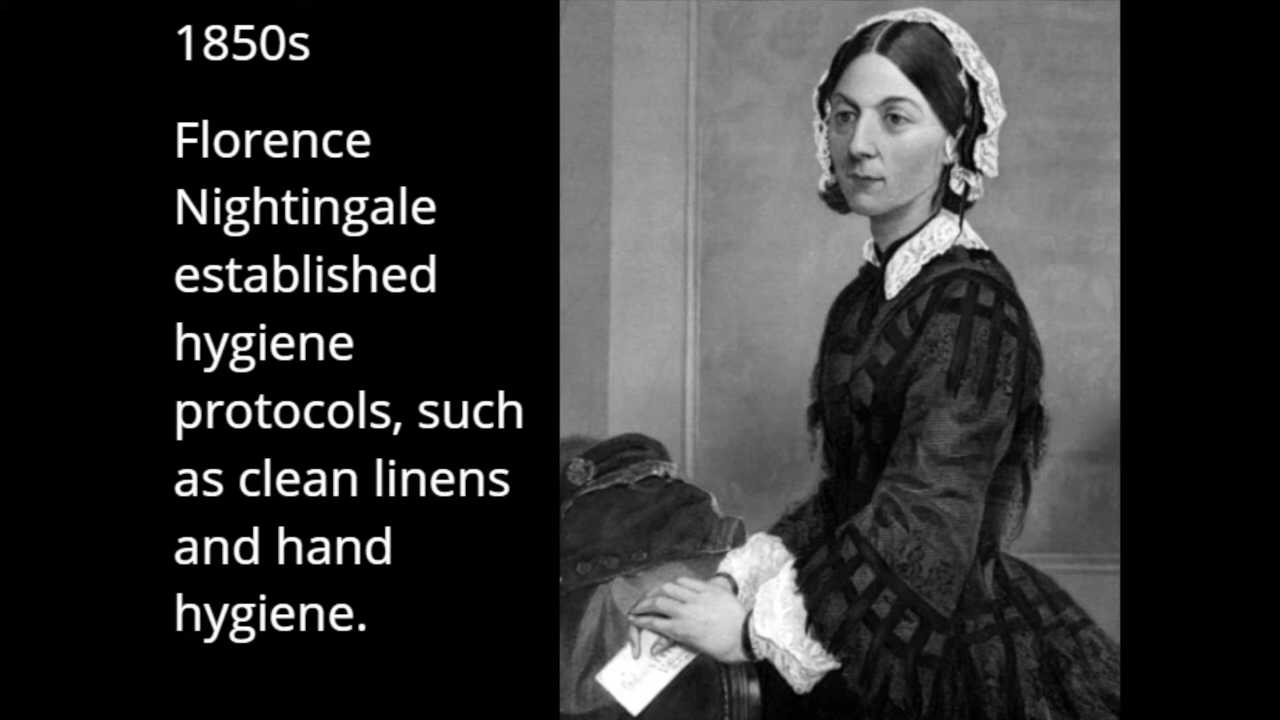 1850s
Florence
Nightingale
established
hygiene
protocols, such
as clean linens
and hand
hygiene.